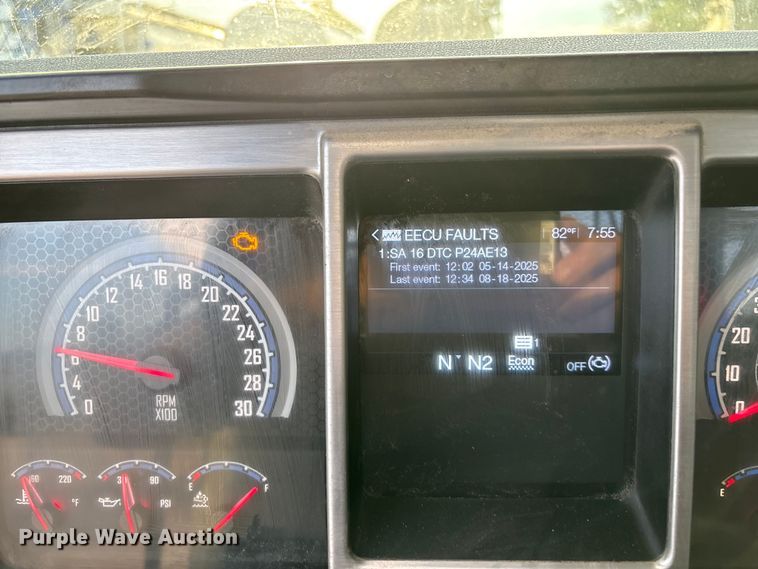 < EECU FAULTS 82°F 7:55
1:SA 16 DTC P24AE13
First event: 12:02 05-14-2025
Last event: 12:34 08-18-2025
1
N N2 Econ OFF
0 4 6 8 10 12 14 16 18 20 22 24 26 28 30
RPM
X100
220 °F
90 PSI
E F
20
10
0
E
Purple Wave Auction